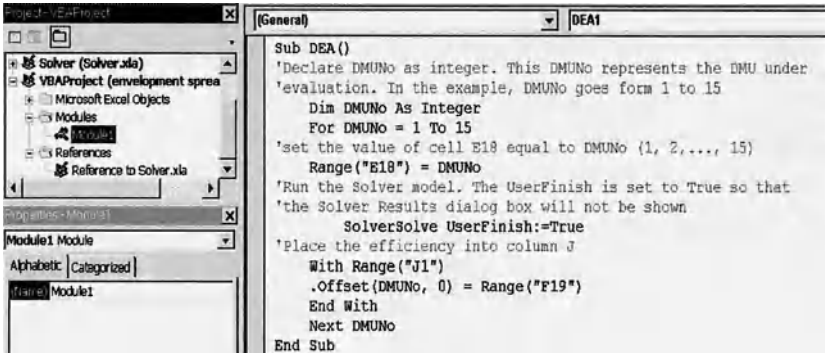 Project - VBAProject
Solver (Solver.xla)
VBAProject (envelopment sprea
Microsoft Excel Objects
Modules
Module1
References
Reference to Solver.xla
Properties - Module1
Module1 Module
Alphabetic Categorized
(Name) Module1
(General) DEA1
Sub DEA()
'Declare DMUNo as integer. This DMUNo represents the DMU under
'evaluation. In the example, DMUNo goes form 1 to 15
Dim DMUNo As Integer
For DMUNo = 1 To 15
'set the value of cell E18 equal to DMUNo (1, 2,..., 15)
Range("E18") = DMUNo
'Run the Solver model. The UserFinish is set to True so that
'the Solver Results dialog box will not be shown
SolverSolve UserFinish:=True
'Place the efficiency into column J
With Range("J1")
.Offset(DMUNo, 0) = Range("F19")
End With
Next DMUNo
End Sub